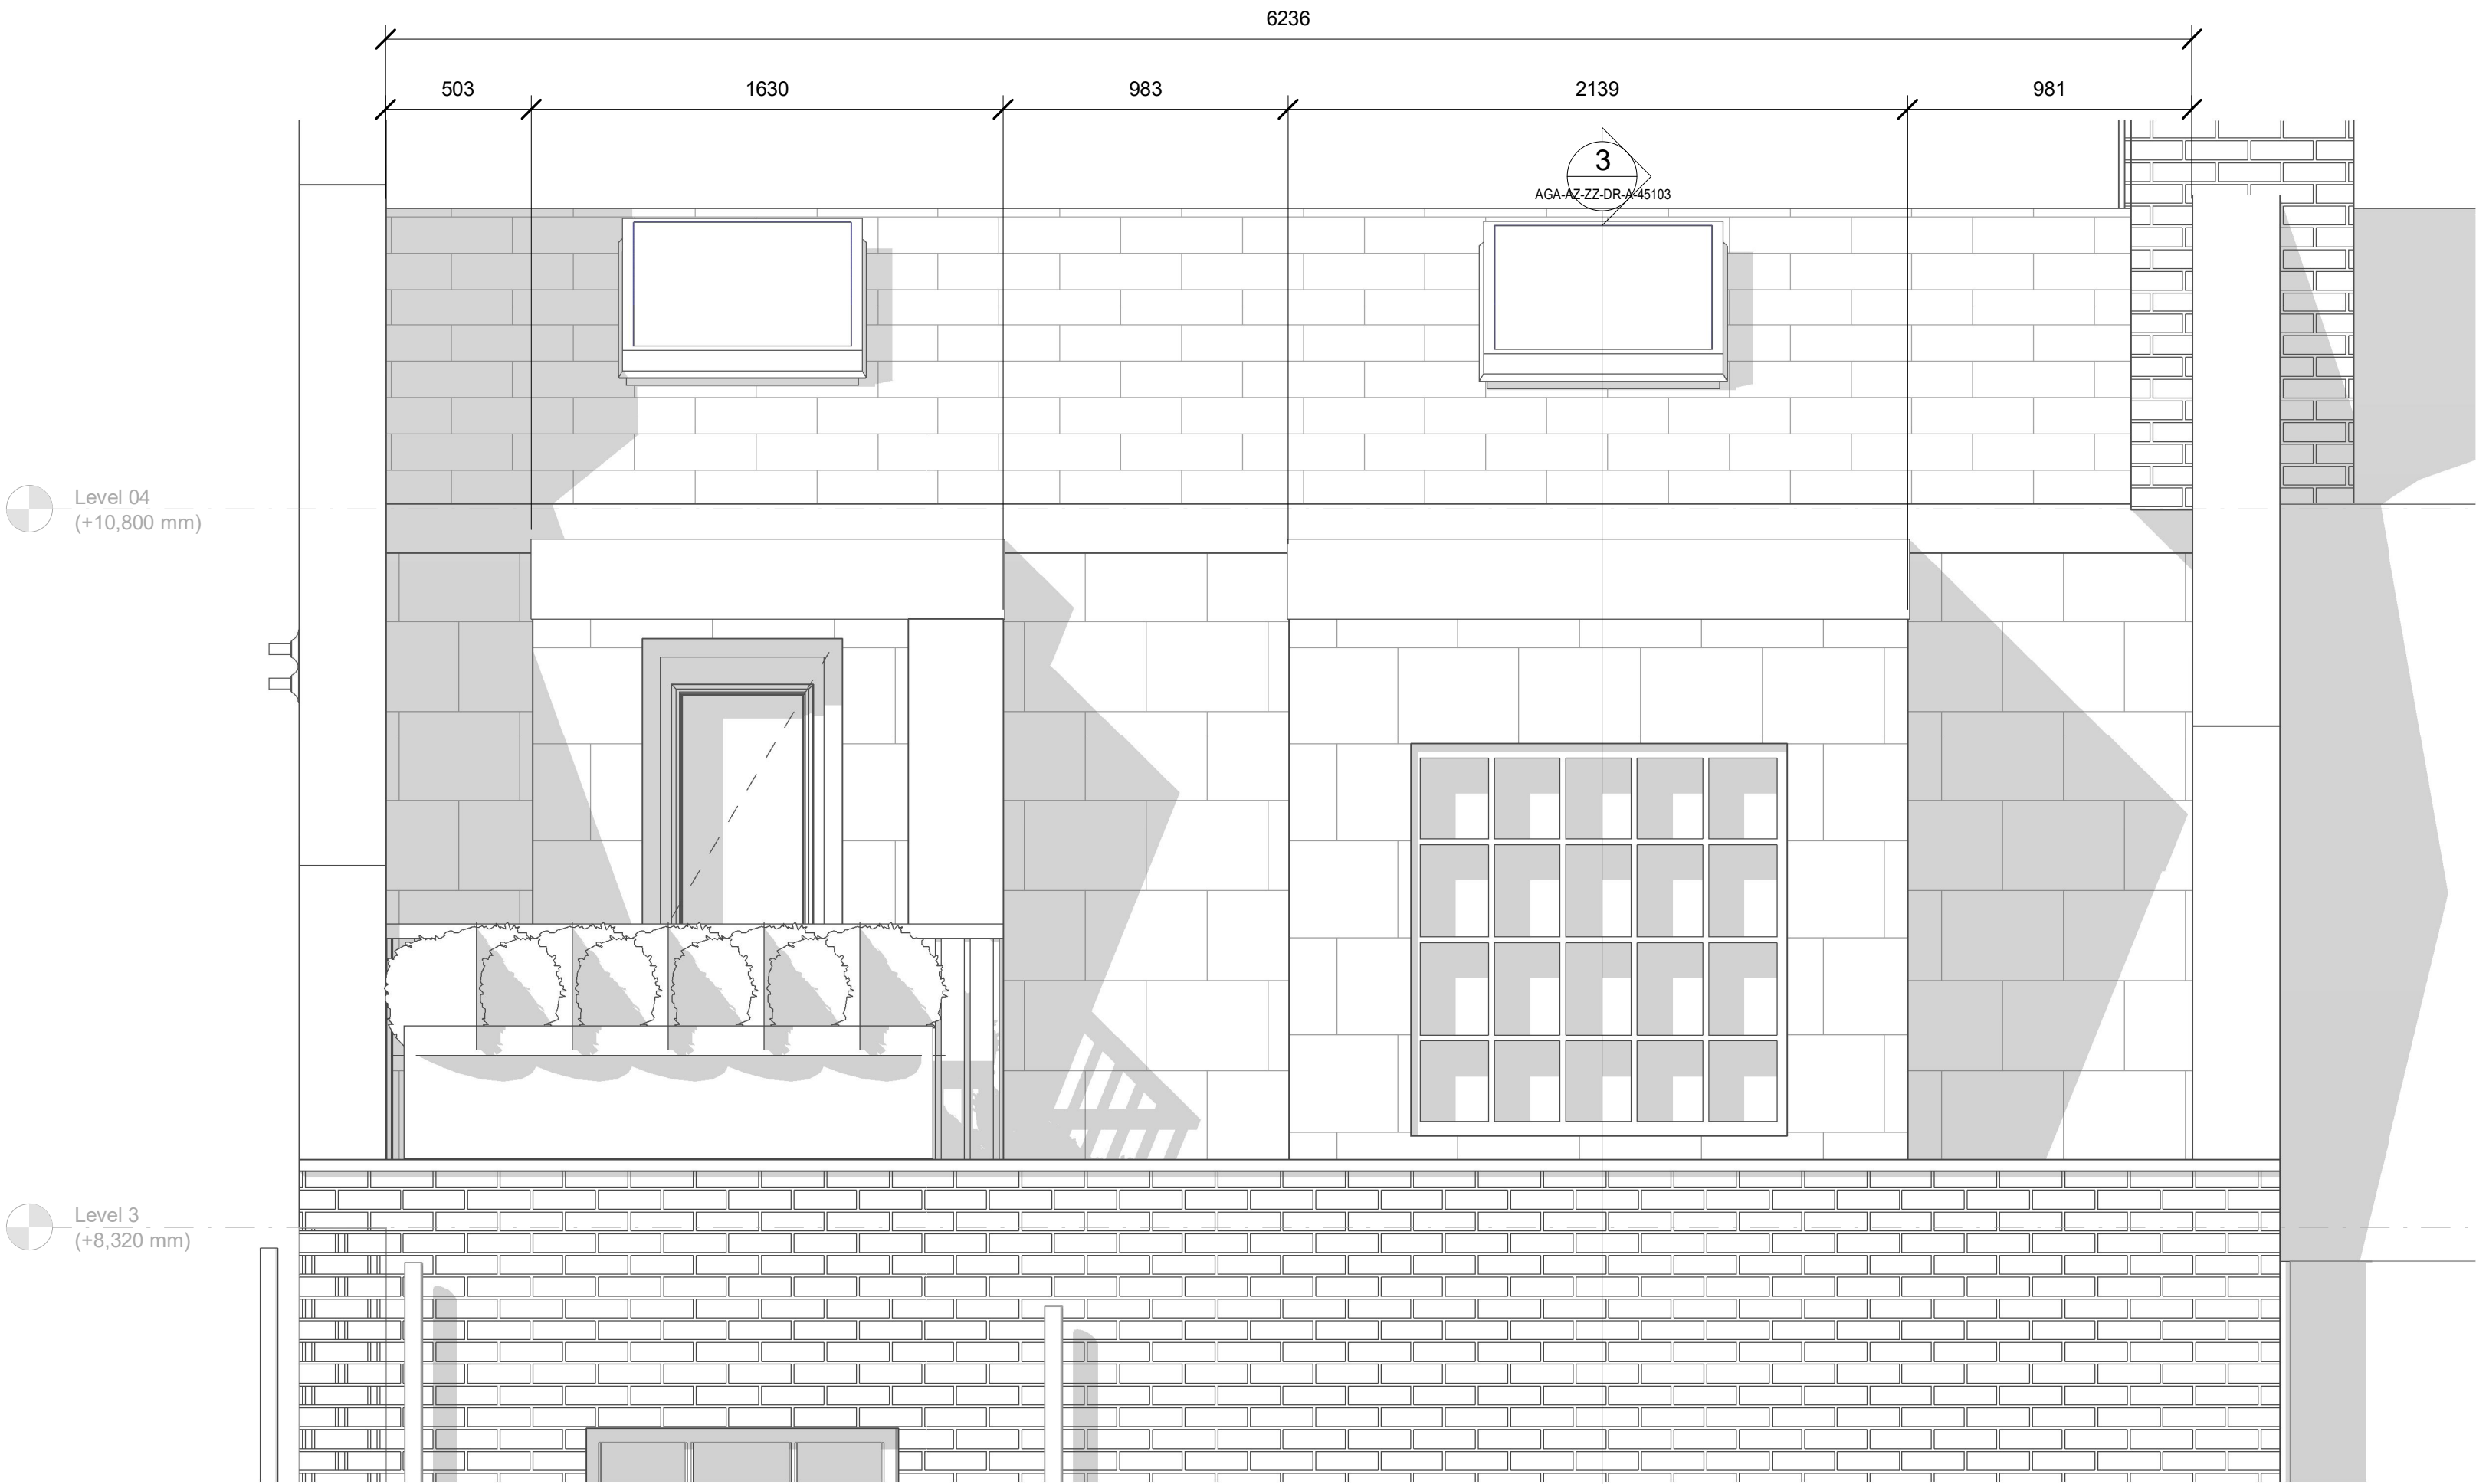 6236
503
1630
983
2139
981
3
AGA-AZ-ZZ-DR-A-45103
Level 04
(+10,800 mm)
Level 3
(+8,320 mm)